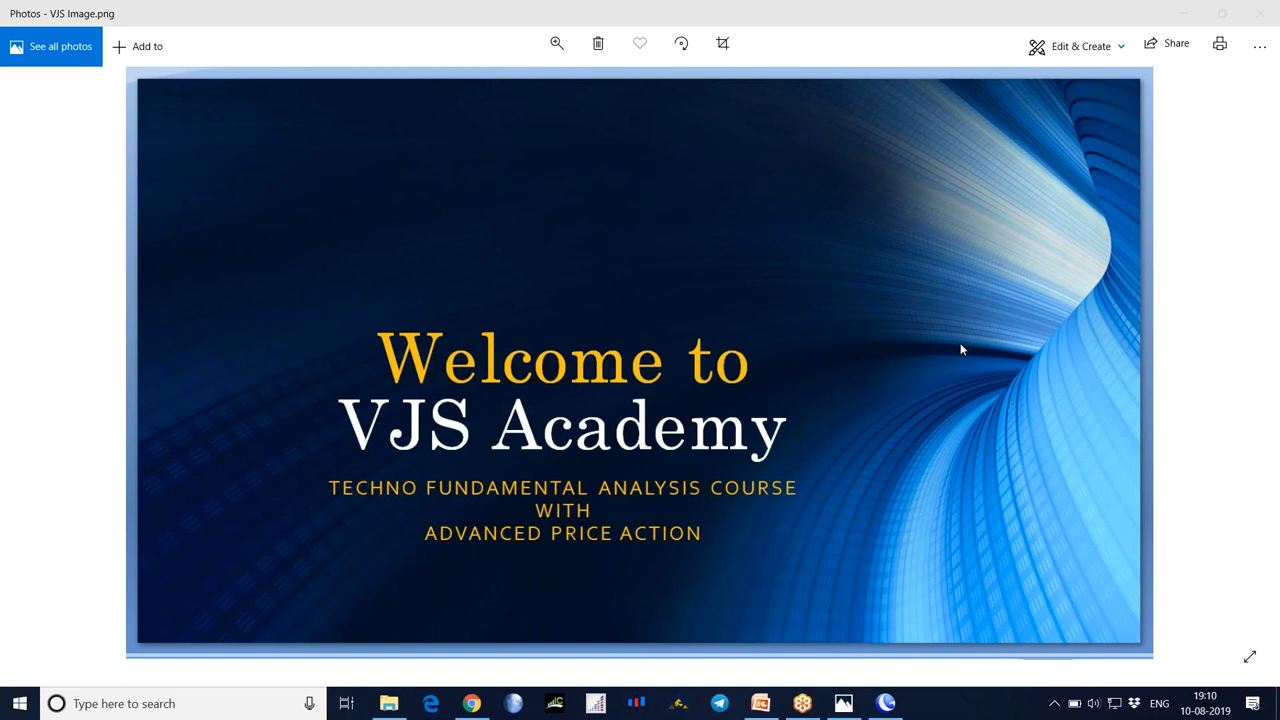 Photos - VJS Image.png
See all photos
Add to
Edit & Create
Share
Welcome to
VJS Academy
TECHNO FUNDAMENTAL ANALYSIS COURSE
WITH
ADVANCED PRICE ACTION
Type here to search
ENG
19:10
10-08-2019